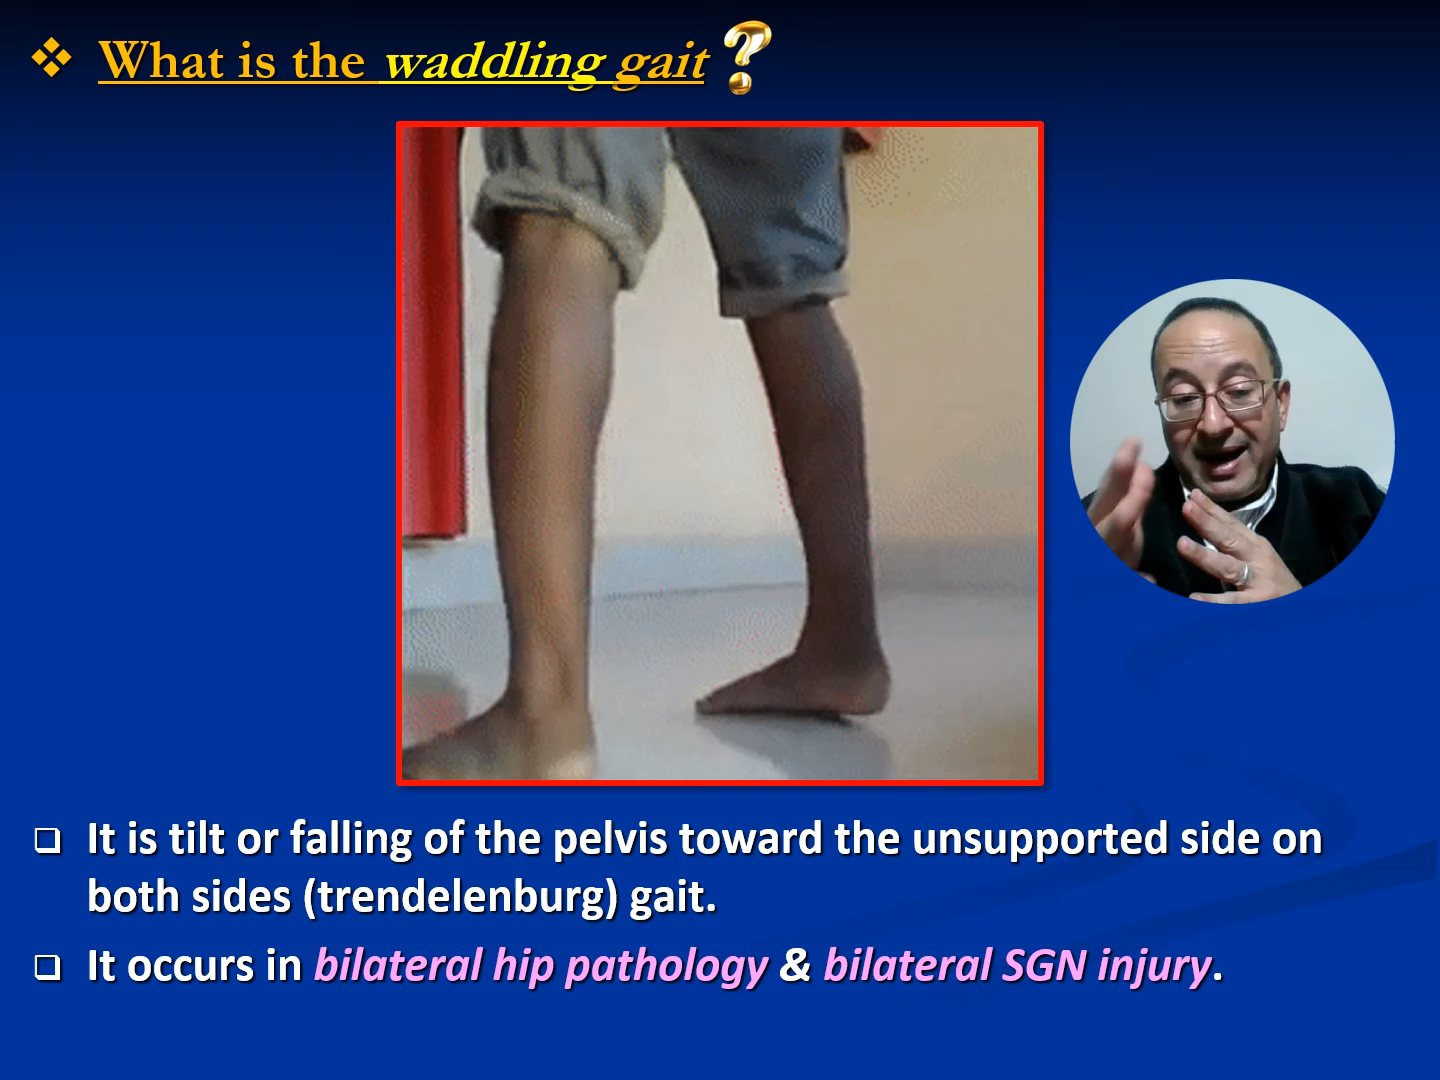 What is the waddling gait ?
It is tilt or falling of the pelvis toward the unsupported side on
both sides (trendelenburg) gait.
It occurs in bilateral hip pathology & bilateral SGN injury.